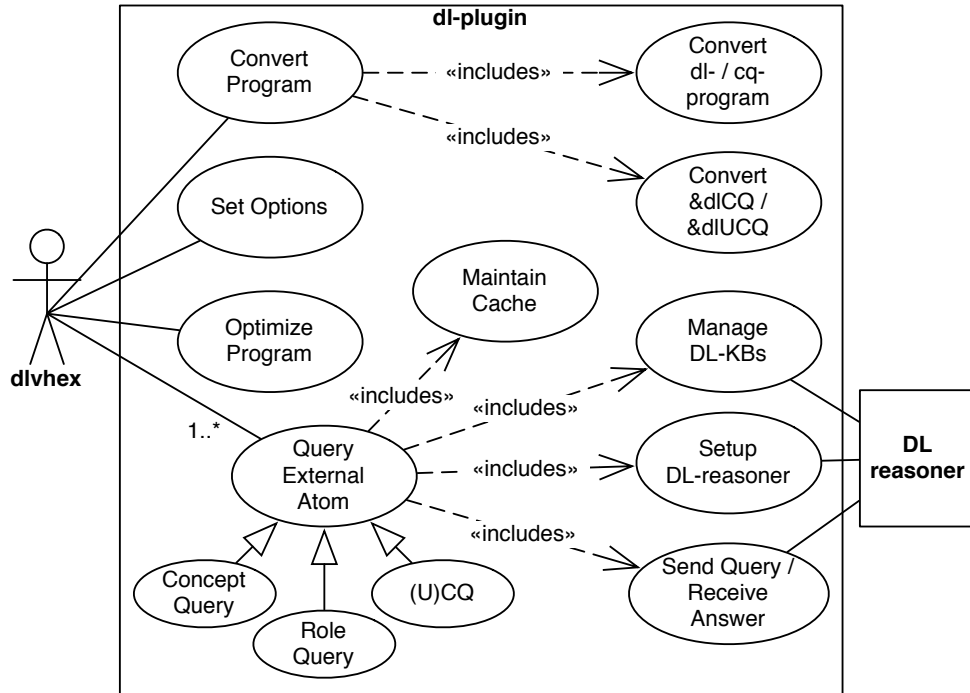 dl-plugin
Convert
Program
«includes»
Convert
dl- / cq-
program
«includes»
Convert
&dlCQ /
&dlUCQ
Set Options
Maintain
Cache
Optimize
Program
Manage
DL-KBs
dlvhex
«includes»
«includes»
1..*
Query
External
Atom
«includes»
Setup
DL-reasoner
DL
reasoner
«includes»
Concept
Query
(U)CQ
Role
Query
Send Query /
Receive
Answer